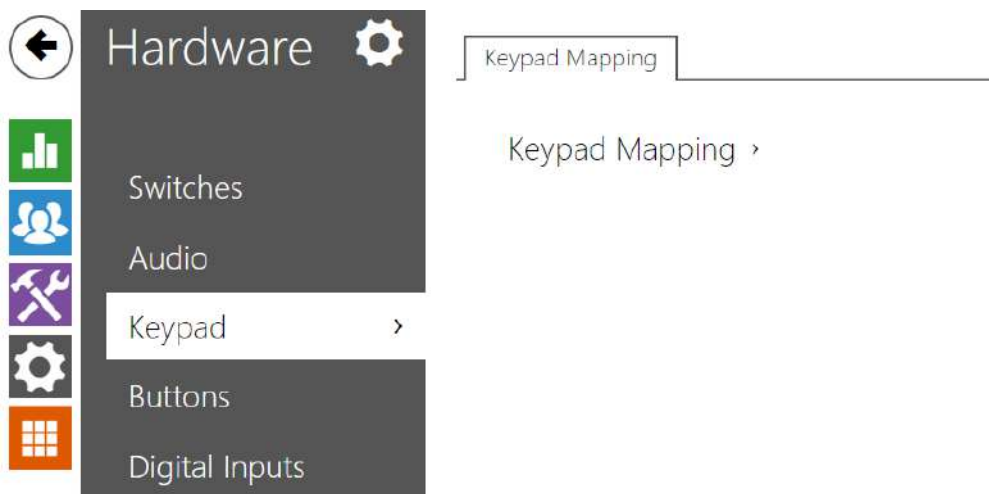 Hardware
Switches
Audio
Keypad ›
Buttons
Digital Inputs
Keypad Mapping
Keypad Mapping ›